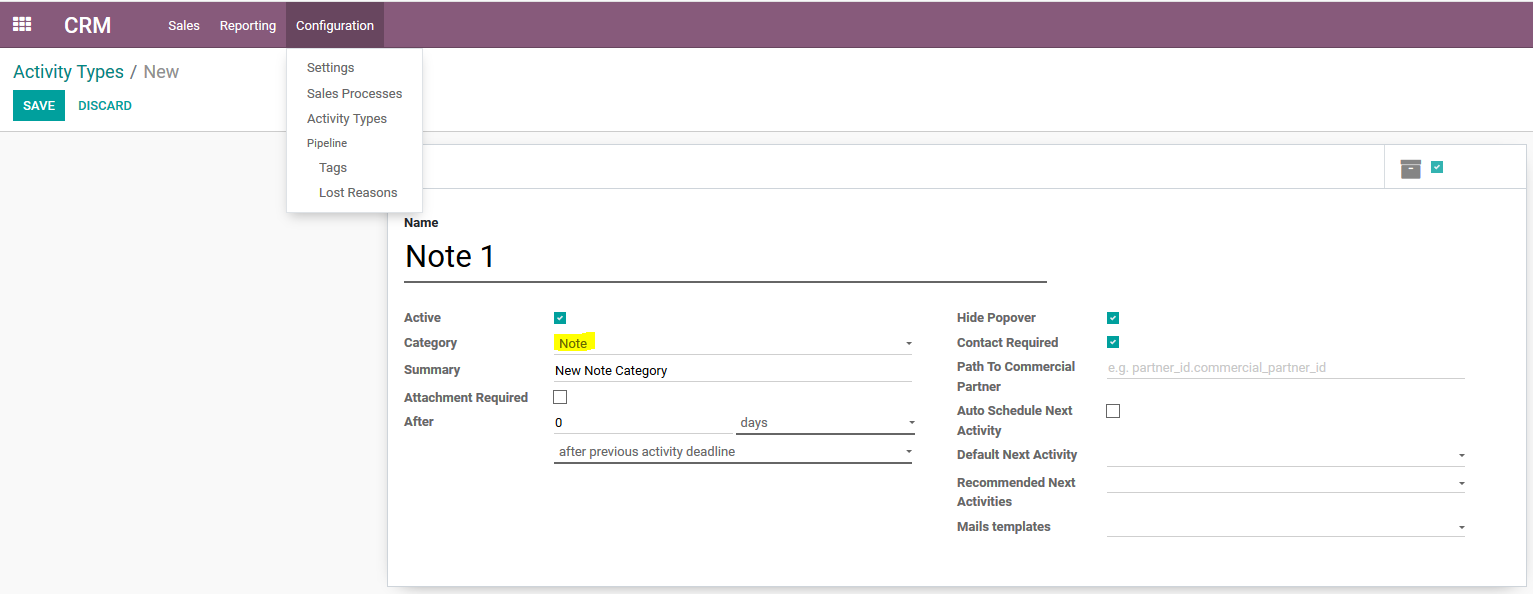 CRM Sales Reporting Configuration
Activity Types / New
SAVE DISCARD
Settings
Sales Processes
Activity Types
Pipeline
Tags
Lost Reasons
Name
Note 1
Active
Category Note
Summary New Note Category
Attachment Required
After 0 days
after previous activity deadline
Hide Popover
Contact Required
Path To Commercial
Partner
e.g. partner_id.commercial_partner_id
Auto Schedule Next
Activity
Default Next Activity
Recommended Next
Activities
Mails templates